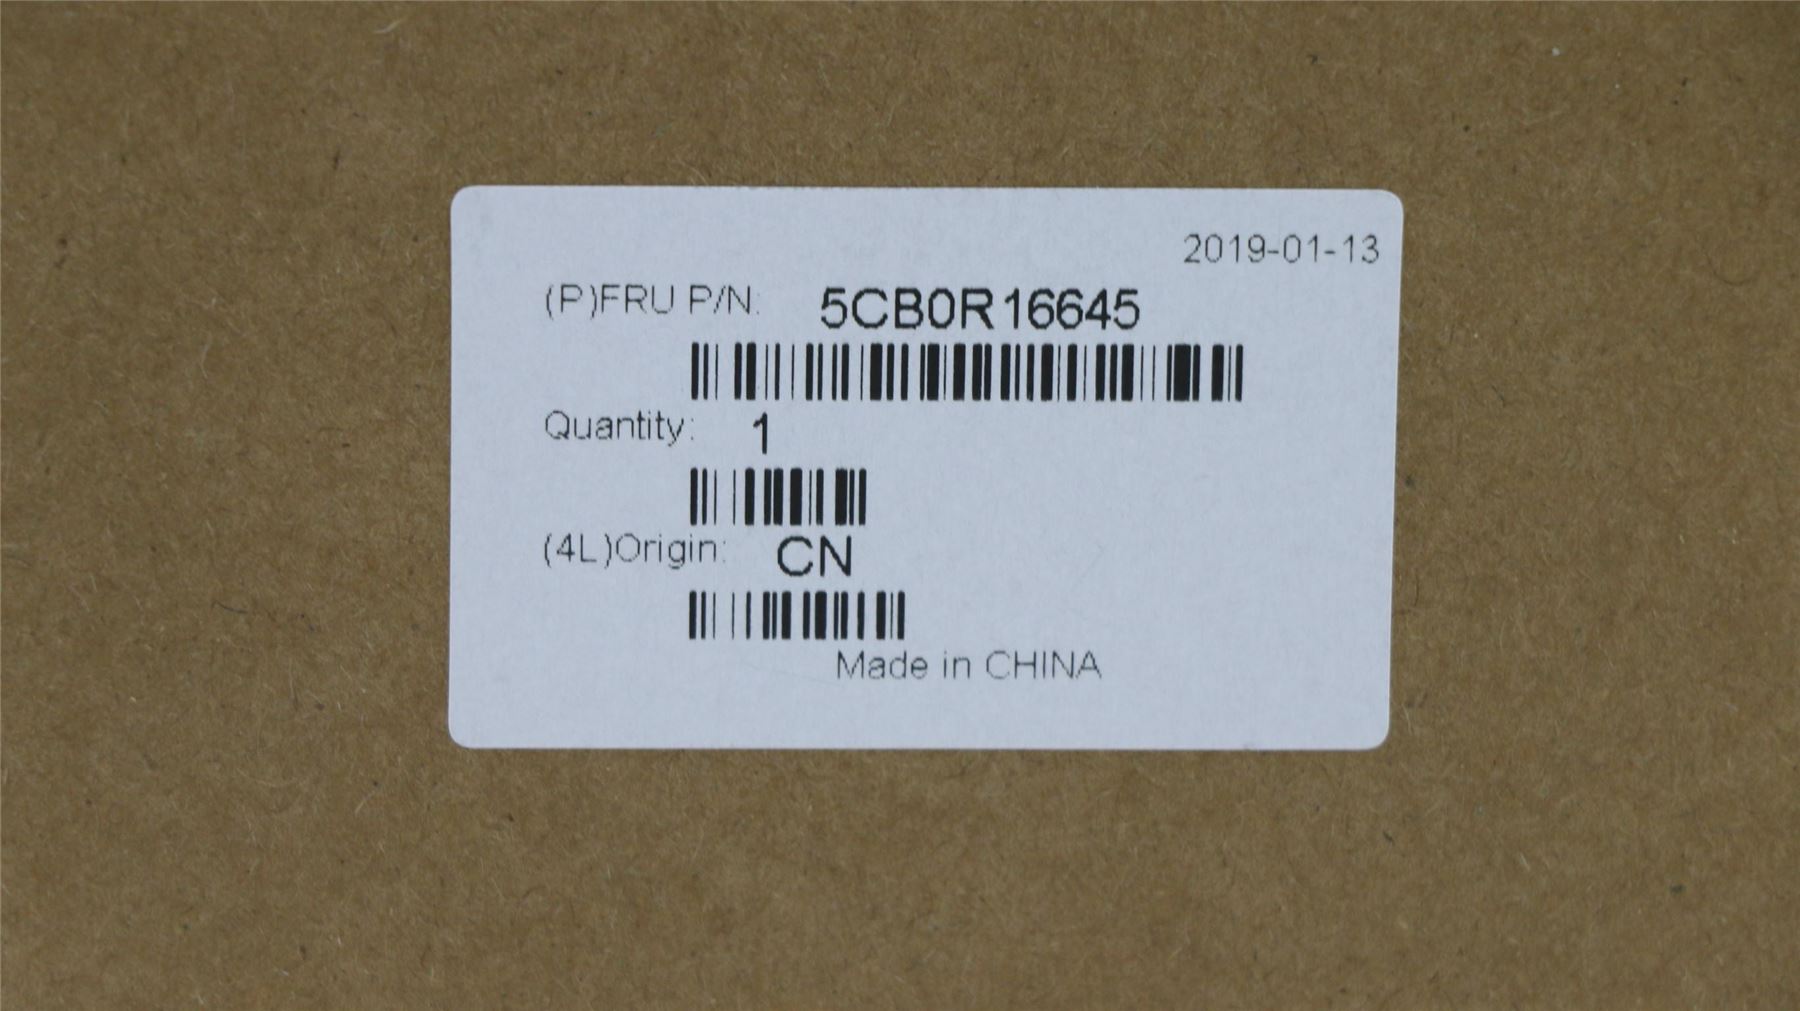 2019-01-13
(P)FRU P/N: 5CB0R16645
Quantity: 1
(4L)Origin: CN
Made in CHINA